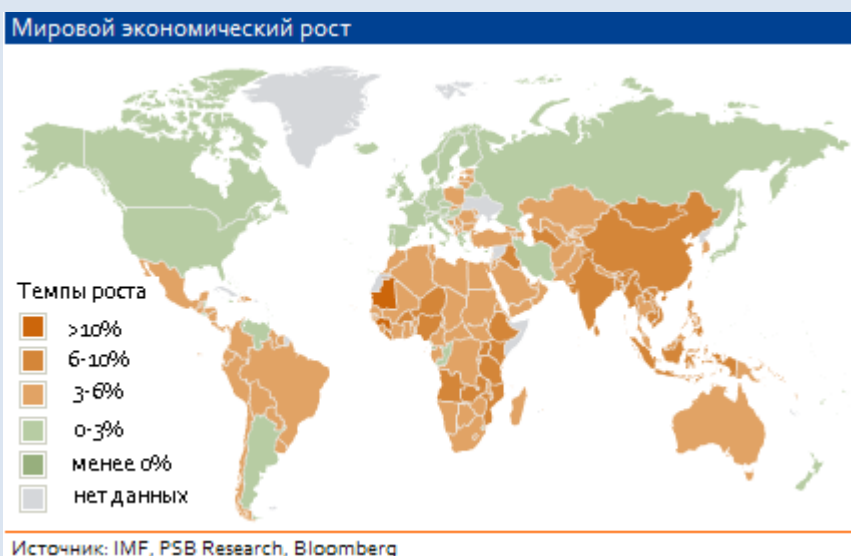 Мировой экономический рост
Темпы роста
>10%
6-10%
3-6%
0-3%
менее 0%
нет данных
Источник: IMF, PSB Research, Bloomberg